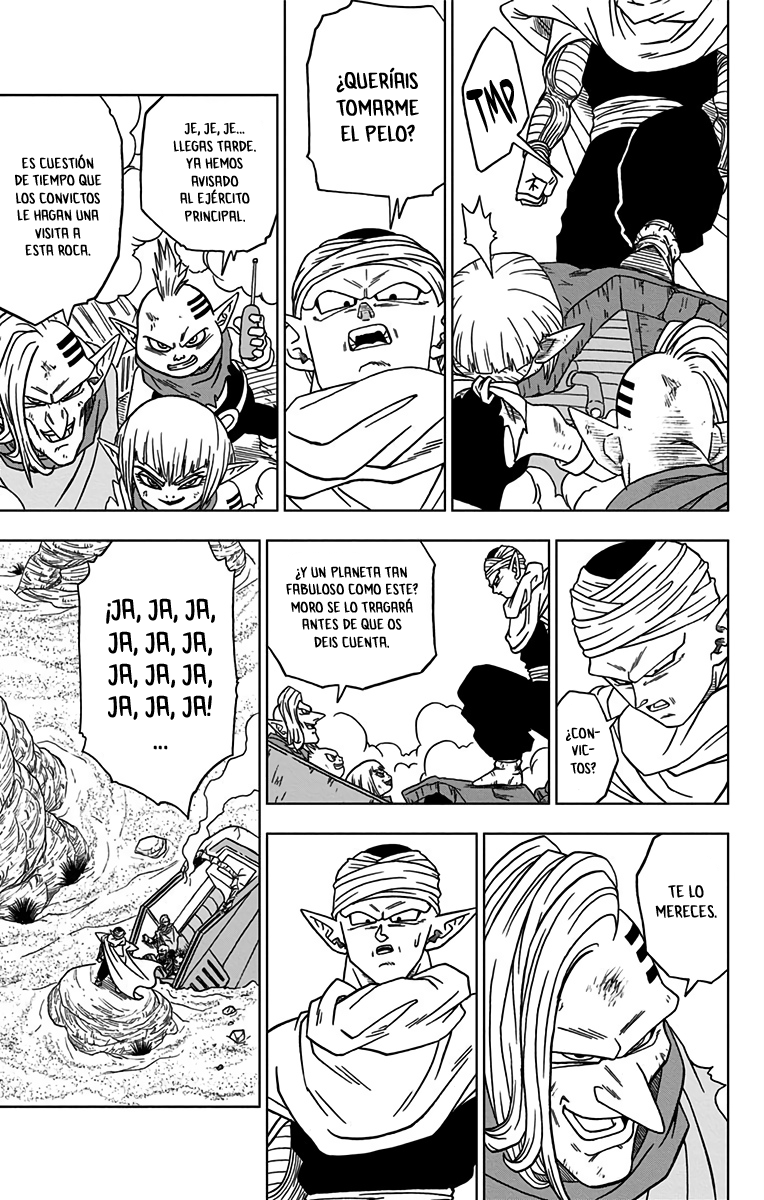 TMP
¿QUERÍAIS
TOMARME
EL PELO?
JE, JE, JE...
LLEGAS TARDE.
YA HEMOS
AVISADO
AL EJÉRCITO
PRINCIPAL.
ES CUESTIÓN
DE TIEMPO QUE
LOS CONVICTOS
LE HAGAN UNA
VISITA A
ESTA ROCA.
¿CON-
VIC-
TOS?
¿Y UN PLANETA TAN
FABULOSO COMO ESTE?
MORO SE LO TRAGARÁ
ANTES DE QUE OS
DEIS CUENTA.
TE LO
MERECES.
¡JA, JA, JA,
JA, JA, JA,
JA, JA, JA,
JA, JA, JA!
...